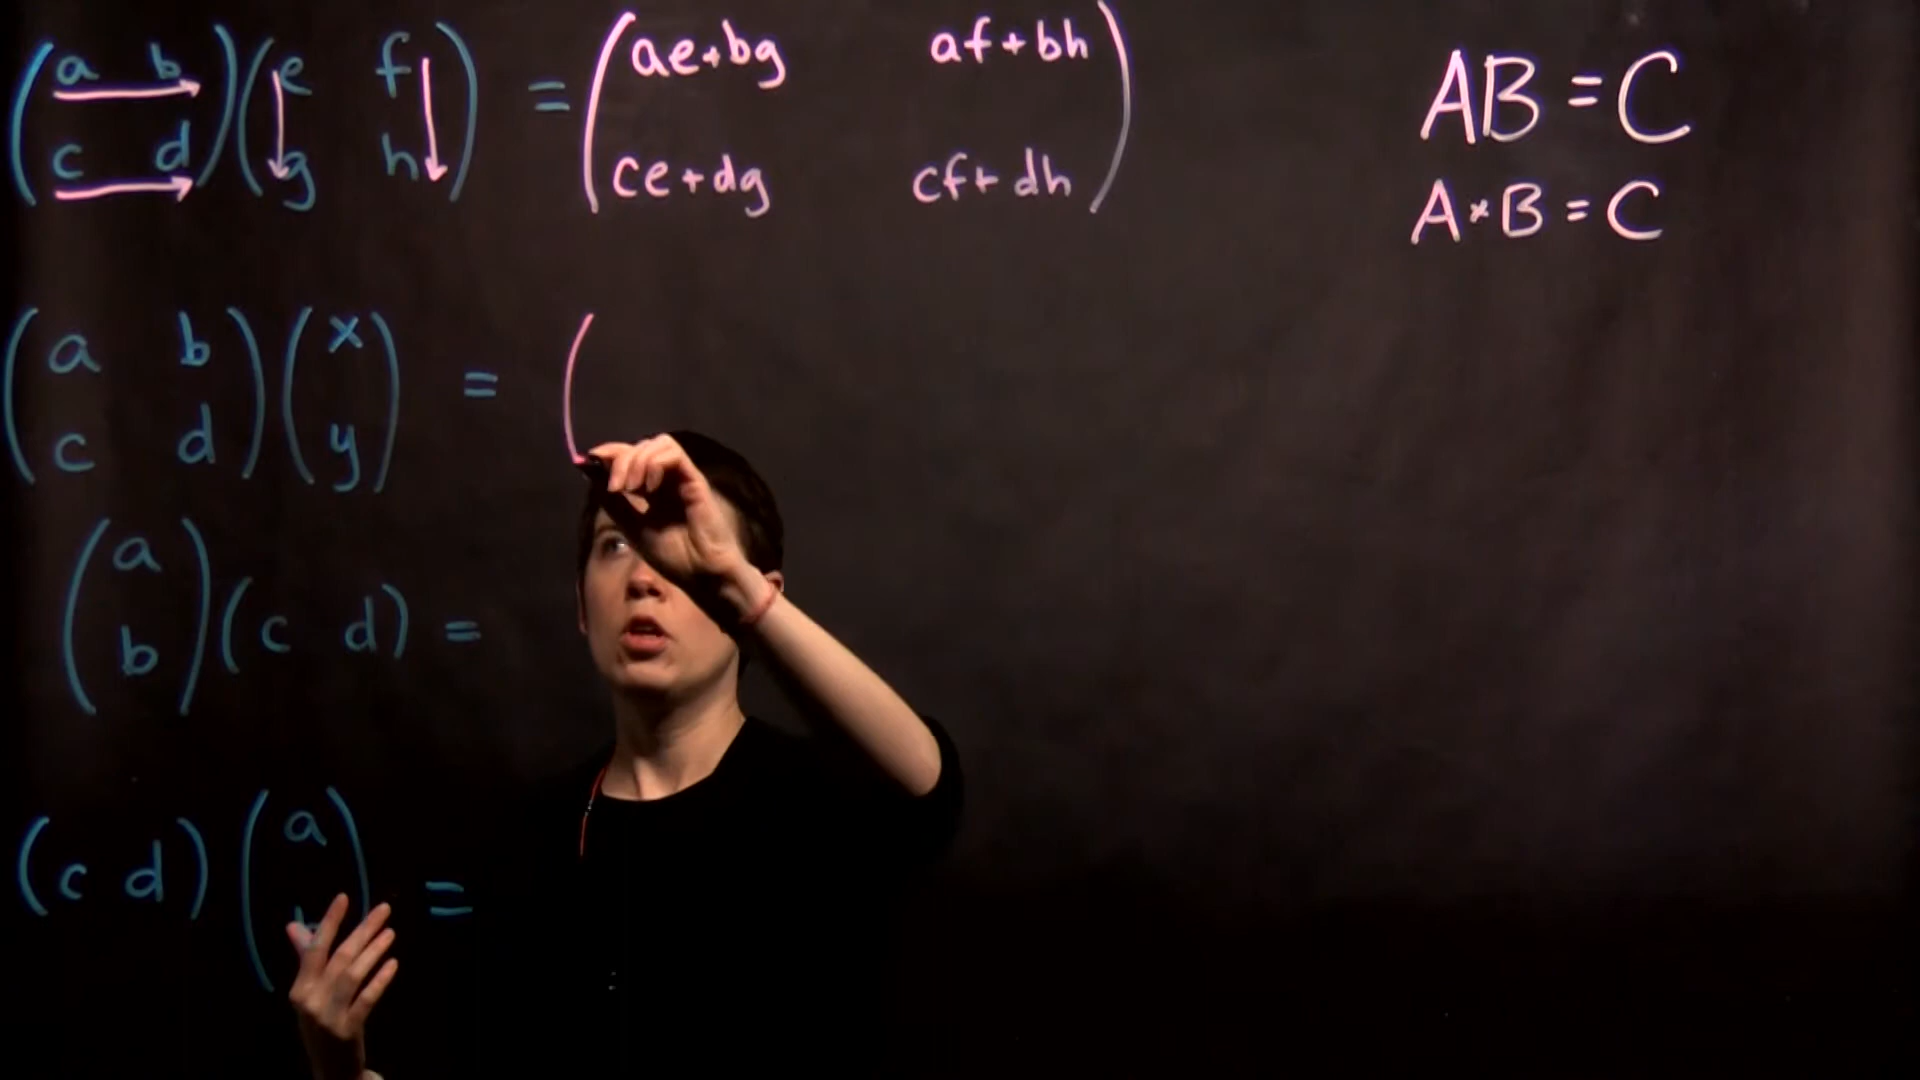 (a b) (e f) = (ae+bg af+bh)
(c d) (g h) (ce+dg cf+dh)
AB = C
A * B = C
(a b) (x) = (
(c d) (y)
(a) (c d) =
(b)
(c d) (a) =
(b)